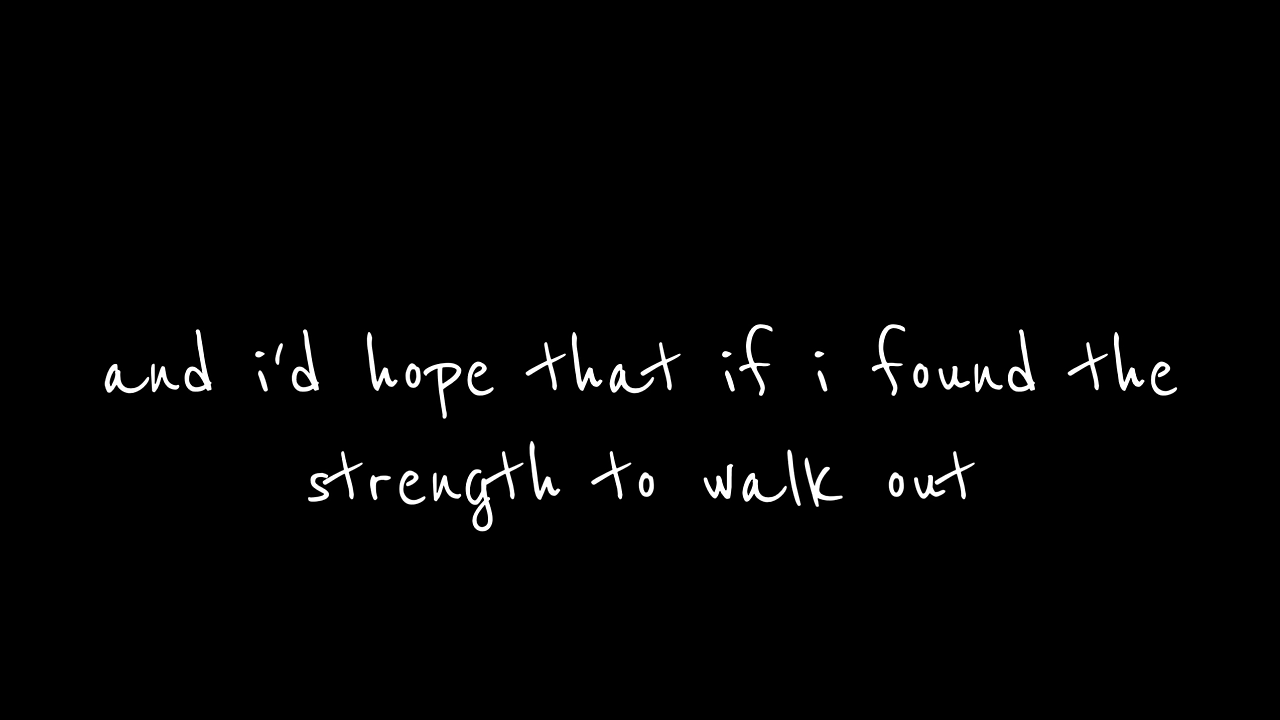 and i'd hope that if i found the
strength to walk out